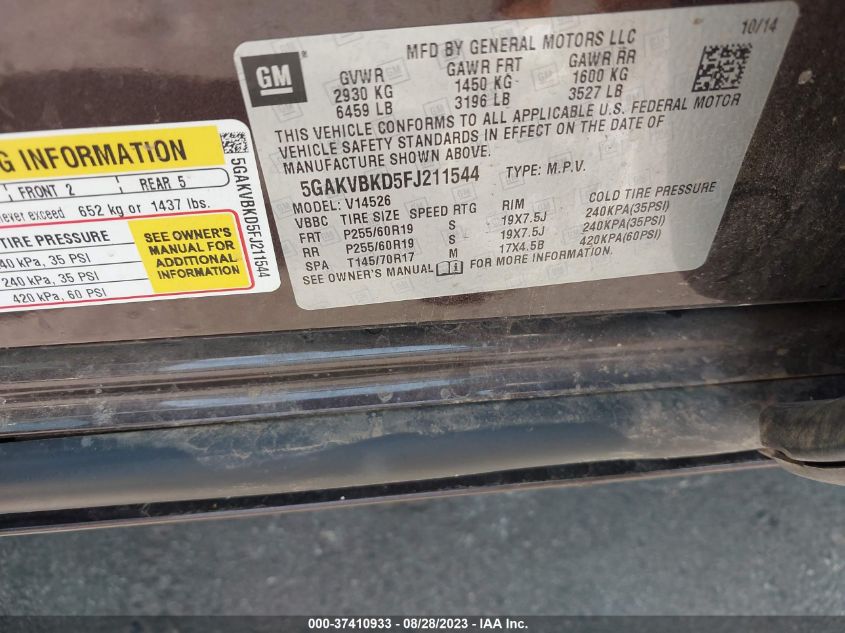 GM
MFD BY GENERAL MOTORS LLC
10/14
GVWR GAWR FRT GAWR RR
2930 KG 1450 KG 1600 KG
6459 LB 3196 LB 3527 LB
THIS VEHICLE CONFORMS TO ALL APPLICABLE U.S. FEDERAL MOTOR
VEHICLE SAFETY STANDARDS IN EFFECT ON THE DATE OF
MANUFACTURE SHOWN ABOVE.
5GAKVBKD5FJ211544 TYPE: M.P.V.
MODEL: V14526
VBBC TIRE SIZE SPEED RTG RIM COLD TIRE PRESSURE
FRT P255/60R19 S 19X7.5J 240KPA(35PSI)
RR P255/60R19 S 19X7.5J 240KPA(35PSI)
SPA T145/70R17 M 17X4.5B 420KPA(60PSI)
SEE OWNER'S MANUAL FOR MORE INFORMATION.
G INFORMATION
FRONT 2 REAR 5
never exceed 652 kg or 1437 lbs.
TIRE PRESSURE
40 kPa, 35 PSI
240 kPa, 35 PSI
420 kPa, 60 PSI
SEE OWNER'S
MANUAL FOR
ADDITIONAL
INFORMATION
5GAKVBKD5FJ211544
000-37410933 - 08/28/2023 - IAA Inc.